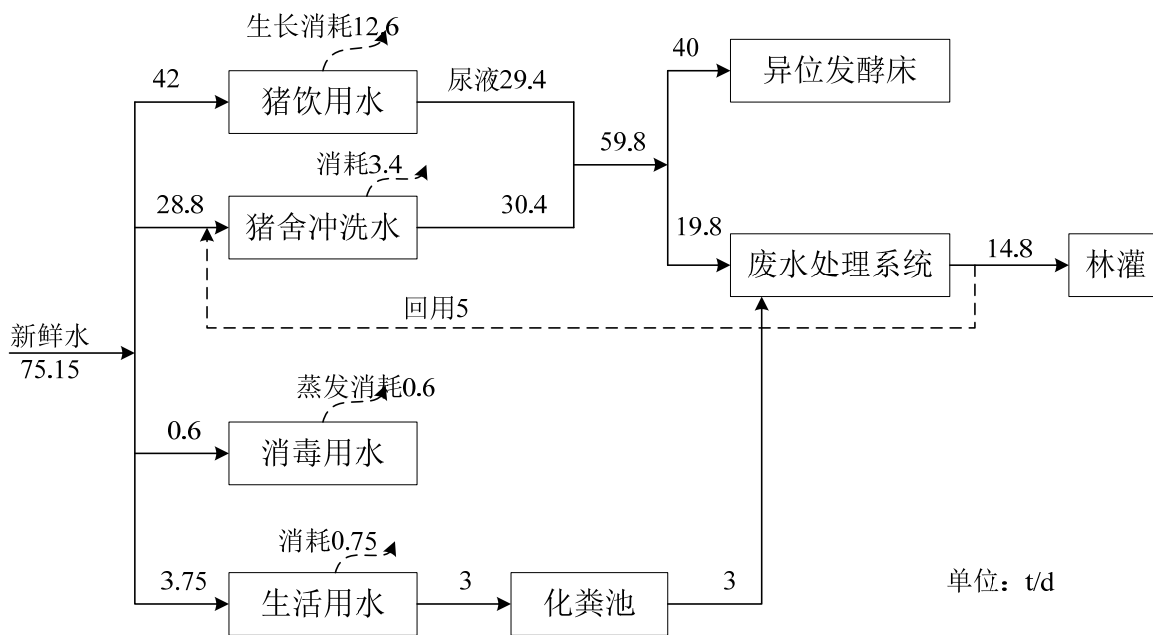 生长消耗12.6
42
猪饮用水
尿液29.4
40
异位发酵床
59.8
消耗3.4
28.8
猪舍冲洗水
30.4
19.8
废水处理系统
14.8
林灌
回用5
新鲜水
75.15
蒸发消耗0.6
0.6
消毒用水
消耗0.75
3.75
生活用水
3
化粪池
3
单位：t/d